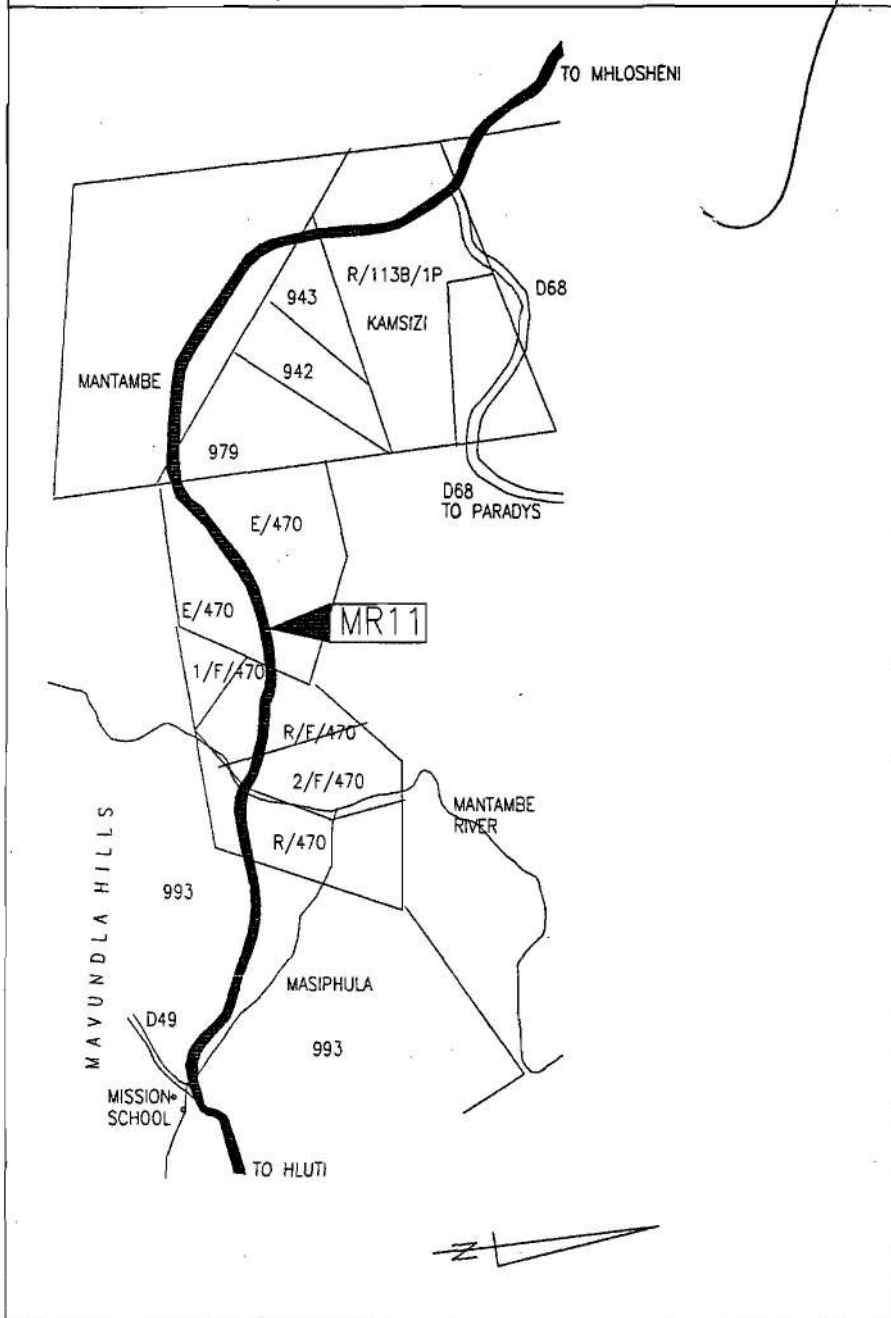 TO MHLOSHENI
R/113B/1P
943
D68
KAMSIZI
942
MANTAMBE
979
D68
TO PARADYS
E/470
E/470
MR11
1/F/470
R/E/470
2/F/470
MANTAMBE
RIVER
R/470
MAVUNDLA HILLS
993
MASIPHULA
D49
993
MISSION
SCHOOL
TO HLUTI
N